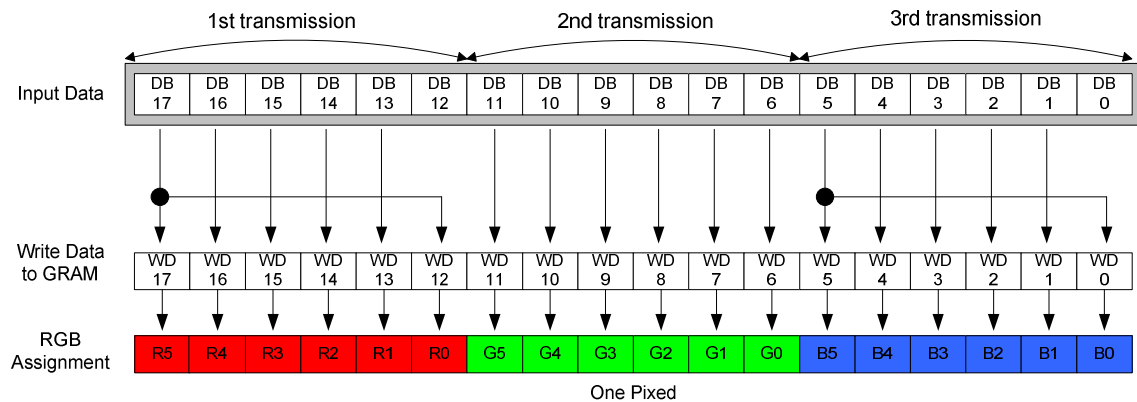 1st transmission 2nd transmission 3rd transmission
Input Data
DB DB DB DB DB DB DB DB DB DB DB DB DB DB DB DB DB DB
17 16 15 14 13 12 11 10 9 8 7 6 5 4 3 2 1 0
Write Data
to GRAM
WD WD WD WD WD WD WD WD WD WD WD WD WD WD WD WD WD WD
17 16 15 14 13 12 11 10 9 8 7 6 5 4 3 2 1 0
RGB
Assignment
R5 R4 R3 R2 R1 R0 G5 G4 G3 G2 G1 G0 B5 B4 B3 B2 B1 B0
One Pixed